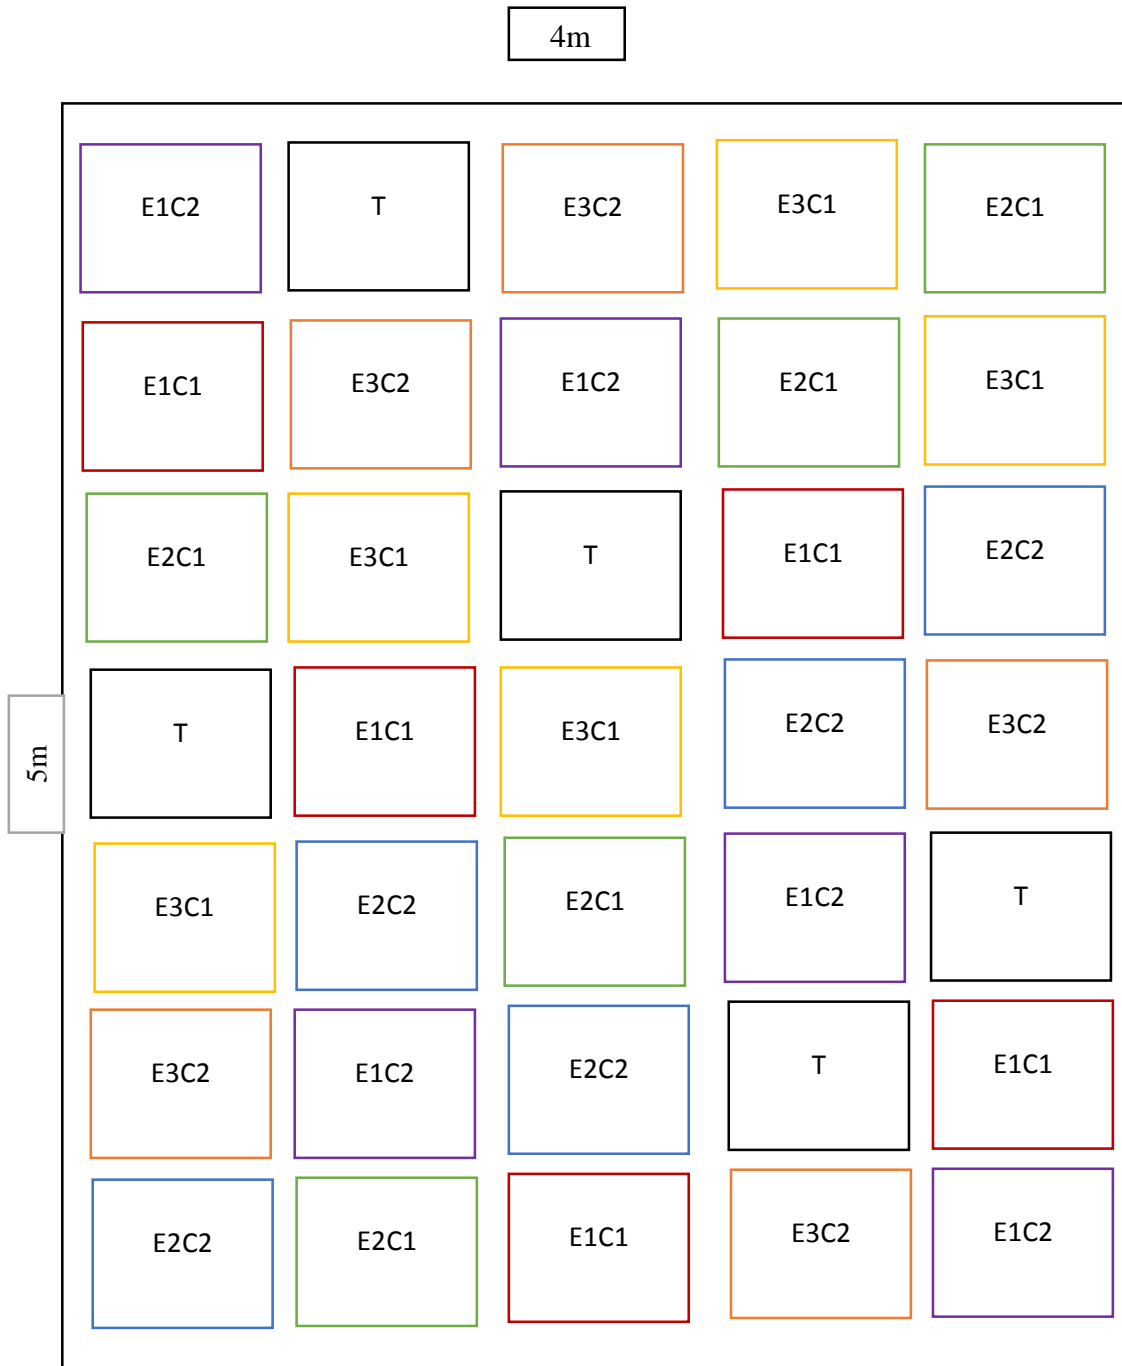 4m
E1C2 T E3C2 E3C1 E2C1
E1C1 E3C2 E1C2 E2C1 E3C1
E2C1 E3C1 T E1C1 E2C2
T E1C1 E3C1 E2C2 E3C2
5m
E3C1 E2C2 E2C1 E1C2 T
E3C2 E1C2 E2C2 T E1C1
E2C2 E2C1 E1C1 E3C2 E1C2